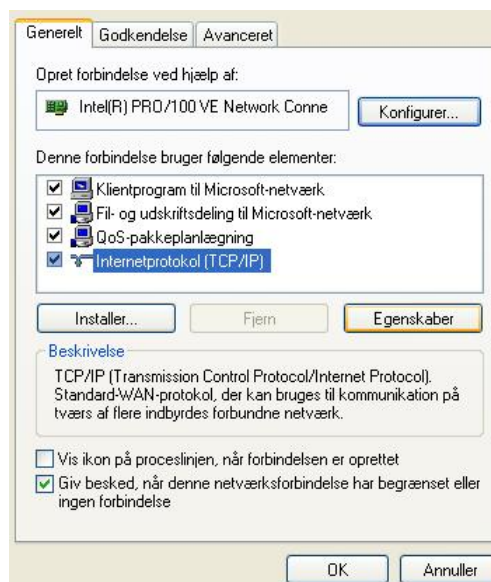 Generelt Godkendelse Avanceret
Opret forbindelse ved hjælp af:
Intel(R) PRO/100 VE Network Conne
Konfigurer...
Denne forbindelse bruger følgende elementer:
Klientprogram til Microsoft-netværk
Fil- og udskriftsdeling til Microsoft-netværk
QoS-pakkeplanlægning
Internetprotokol (TCP/IP)
Installer... Fjern Egenskaber
Beskrivelse
TCP/IP (Transmission Control Protocol/Internet Protocol).
Standard-WAN-protokol, der kan bruges til kommunikation på
tværs af flere indbyrdes forbundne netværk.
Vis ikon på proceslinjen, når forbindelsen er oprettet
Giv besked, når denne netværksforbindelse har begrænset eller
ingen forbindelse
OK Annuller